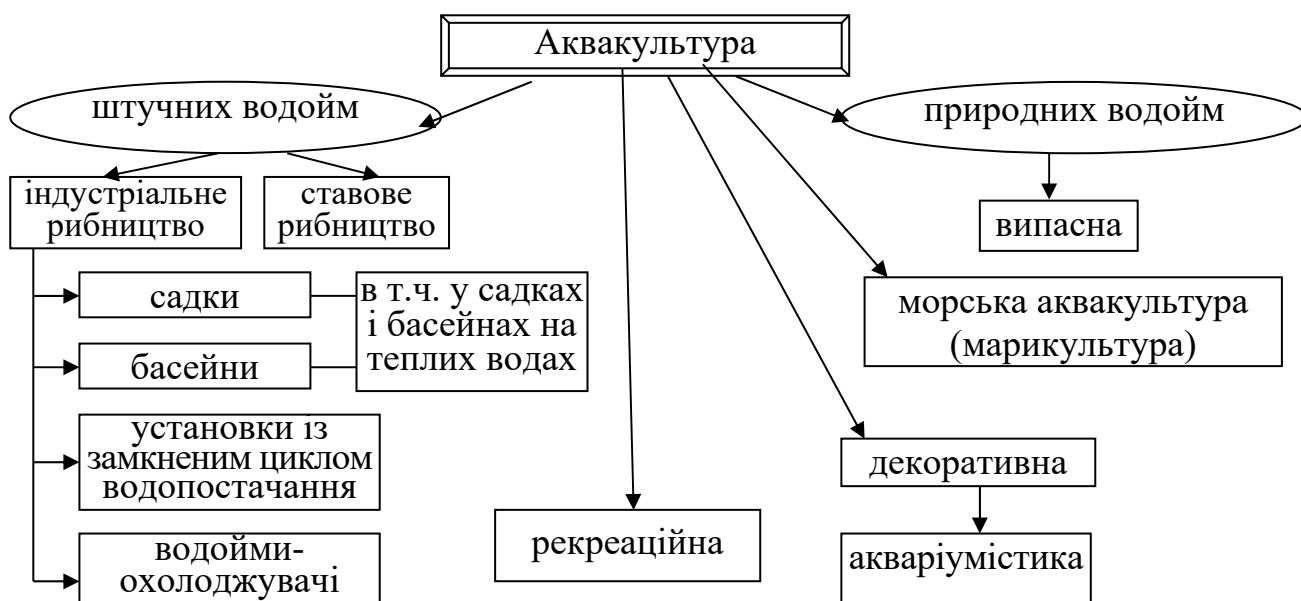 Аквакультура
штучних водойм
природних водойм
індустріальне
рибництво
ставове
рибництво
випасна
садки
в т.ч. у садках
і басейнах на
теплих водах
басейни
морська аквакультура
(марикультура)
установки із
замкненим циклом
водопостачання
декоративна
рекреаційна
водойми-
охолоджувачі
акваріумістика